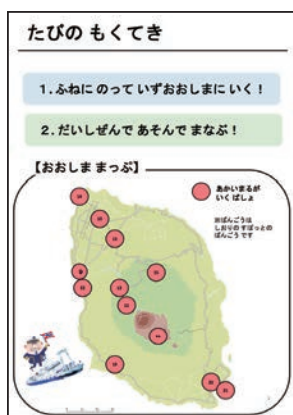 たびの もくてき
1.ふねに のって いずおおしまに いく!
2.だいしぜんで あそんで まなぶ!
【おおしま まっぷ】
あかいまるが
いく ばしょ
※ばんごうは
しおりの すぽっとの
ばんごう です